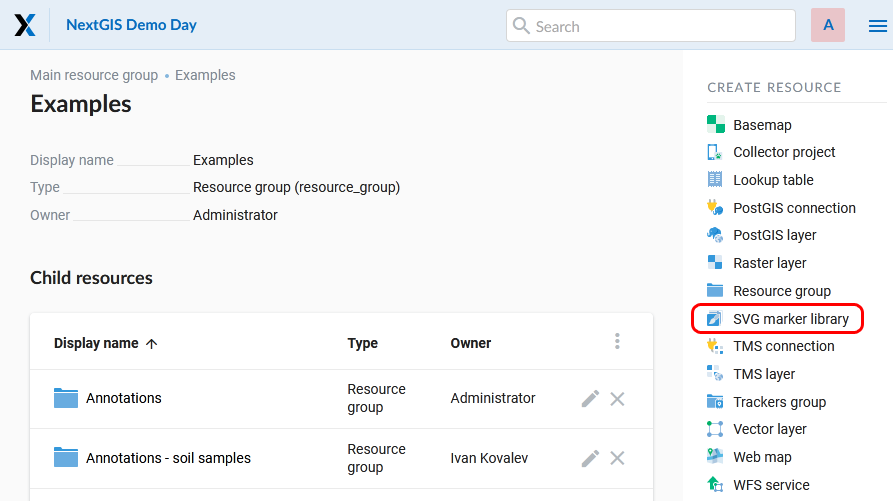 NextGIS Demo Day
Search
A
Main resource group • Examples
Examples
Display name Examples
Type Resource group (resource_group)
Owner Administrator
Child resources
Display name ↑ Type Owner
Annotations Resource group Administrator
Annotations - soil samples Resource group Ivan Kovalev
CREATE RESOURCE
Basemap
Collector project
Lookup table
PostGIS connection
PostGIS layer
Raster layer
Resource group
SVG marker library
TMS connection
TMS layer
Trackers group
Vector layer
Web map
WFS service